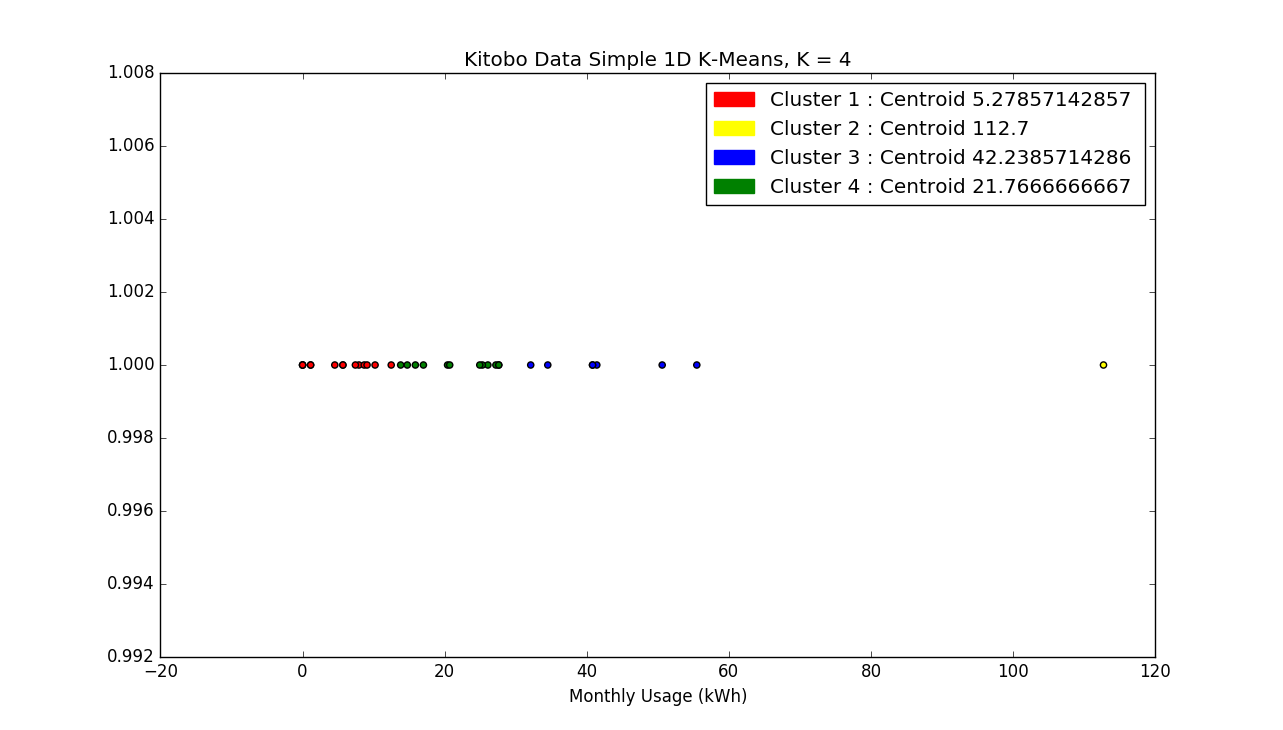 Kitobo Data Simple 1D K-Means, K = 4
1.008
1.006
1.004
1.002
1.000
0.998
0.996
0.994
0.992
Cluster 1 : Centroid 5.27857142857
Cluster 2 : Centroid 112.7
Cluster 3 : Centroid 42.2385714286
Cluster 4 : Centroid 21.7666666667
−20 0 20 40 60 80 100 120
Monthly Usage (kWh)